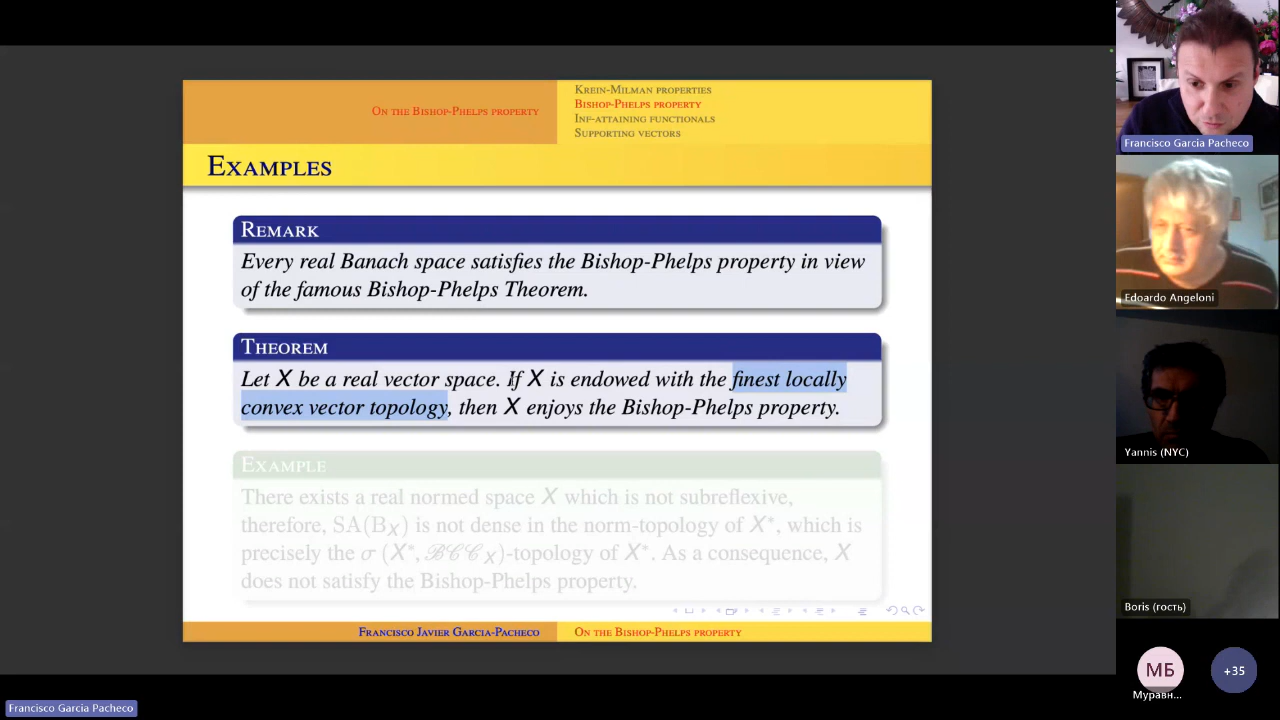 ON THE BISHOP-PHELPS PROPERTY
KREIN-MILMAN PROPERTIES
BISHOP-PHELPS PROPERTY
INF-ATTAINING FUNCTIONALS
SUPPORTING VECTORS
EXAMPLES
REMARK
Every real Banach space satisfies the Bishop-Phelps property in view
of the famous Bishop-Phelps Theorem.
THEOREM
Let X be a real vector space. If X is endowed with the finest locally
convex vector topology, then X enjoys the Bishop-Phelps property.
EXAMPLE
There exists a real normed space X which is not subreflexive,
therefore, SA(B_X) is not dense in the norm-topology of X*, which is
precisely the σ (X*, ℬ𝒞𝒞_X)-topology of X*. As a consequence, X
does not satisfy the Bishop-Phelps property.
FRANCISCO JAVIER GARCIA-PACHECO
ON THE BISHOP-PHELPS PROPERTY
Francisco Garcia Pacheco
Edoardo Angeloni
Yannis (NYC)
Boris (гость)
МБ
Муравн...
+35
Francisco Garcia Pacheco